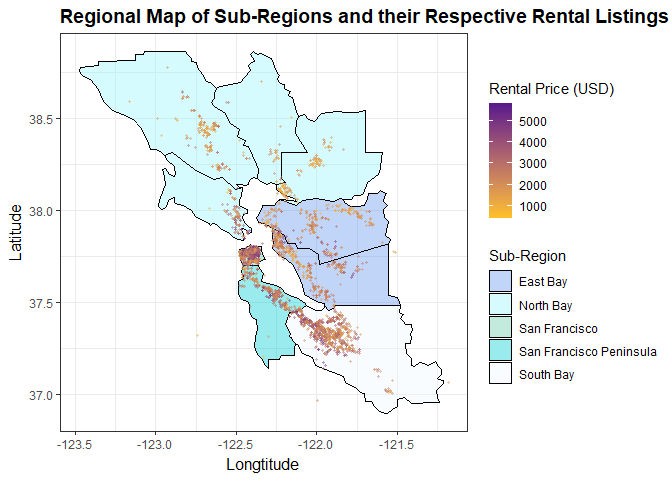 Regional Map of Sub-Regions and their Respective Rental Listings
Rental Price (USD)
5000
4000
3000
2000
1000
Sub-Region
East Bay
North Bay
San Francisco
San Francisco Peninsula
South Bay
Latitude
38.5
38.0
37.5
37.0
-123.5 -123.0 -122.5 -122.0 -121.5
Longtitude